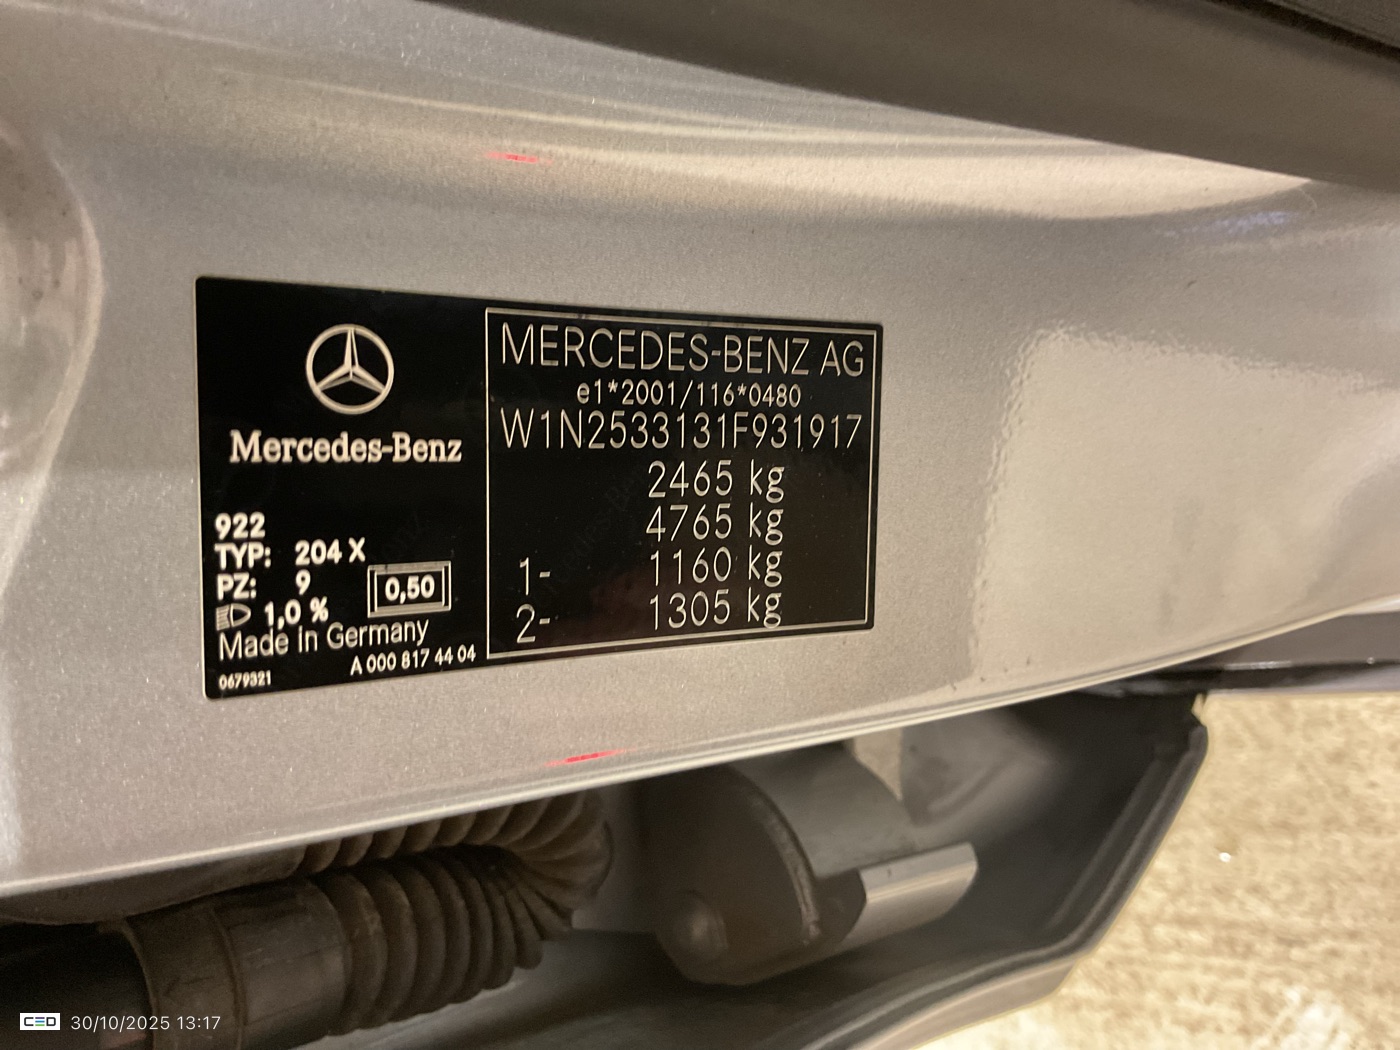 Mercedes-Benz
922
TYP: 204 X
PZ: 9
1,0 %
0,50
Made in Germany
A 000 817 44 04
0679321
MERCEDES-BENZ AG
e1*2001/116*0480
W1N2533131F931917
2465 kg
4765 kg
1- 1160 kg
2- 1305 kg
CED 30/10/2025 13:17